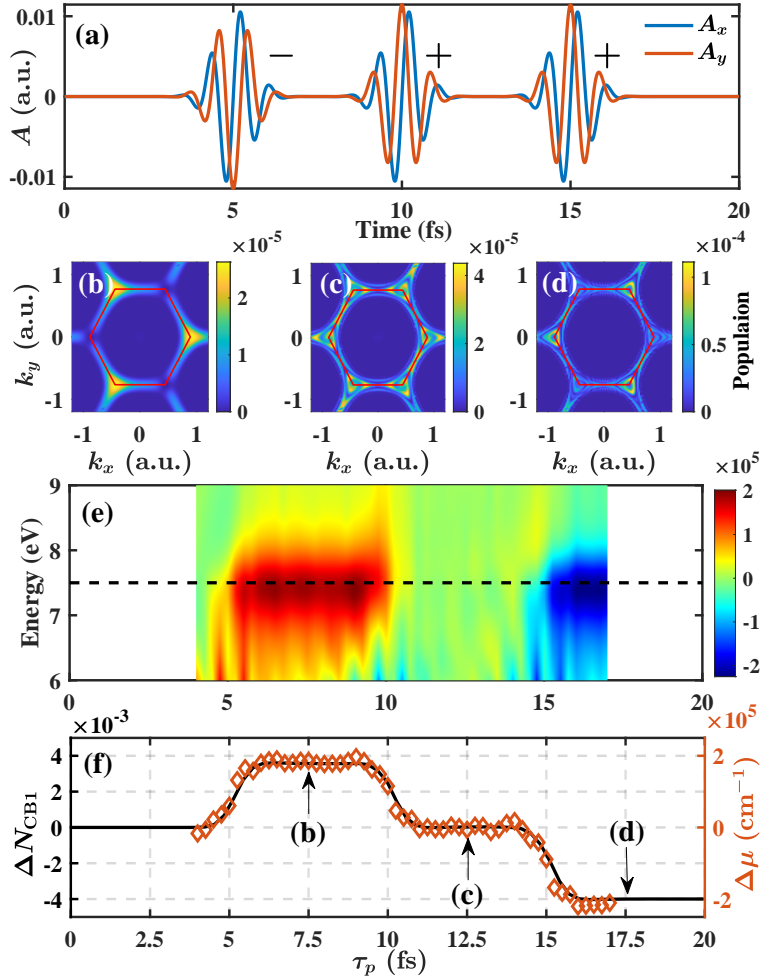 (a)
0.01
0
-0.01
A (a.u.)
− + +
A_x
A_y
0 5 10 15 20
Time (fs)
×10⁻⁵ ×10⁻⁵ ×10⁻⁴
(b) (c) (d)
1
0
-1
k_y (a.u.)
2
1
0
4
2
0
1
0.5
0
Populaion
-1 0 1 -1 0 1 -1 0 1
k_x (a.u.) k_x (a.u.) k_x (a.u.)
(e)
9
8
7
6
Energy (eV)
×10⁵
2
1
0
-1
-2
0 5 10 15 20
×10⁻³
×10⁵
(f)
4
2
0
-2
-4
ΔN_CB1
2
0
-2
Δμ (cm⁻¹)
(b)
(c)
(d)
0 2.5 5 7.5 10 12.5 15 17.5 20
τ_p (fs)